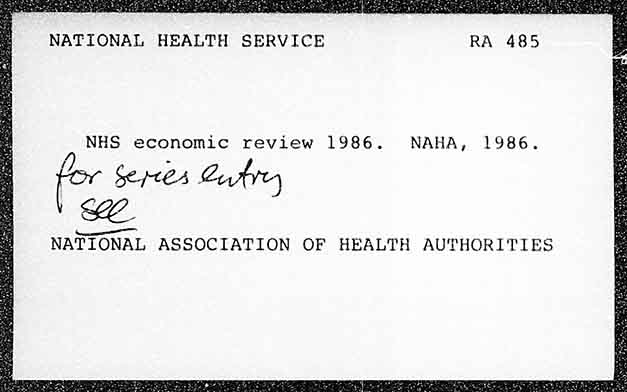 NATIONAL HEALTH SERVICE RA 485
NHS economic review 1986. NAHA, 1986.
for series entry
see
NATIONAL ASSOCIATION OF HEALTH AUTHORITIES